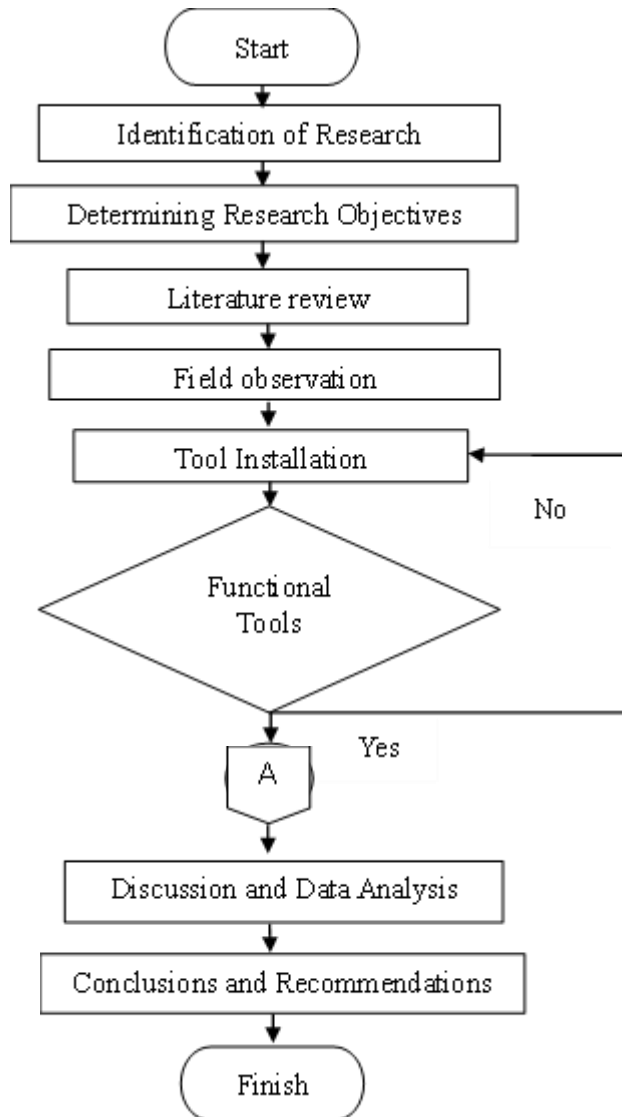 Start
Identification of Research
Determining Research Objectives
Literature review
Field observation
Tool Installation
No
Functional
Tools
Yes
A
Discussion and Data Analysis
Conclusions and Recommendations
Finish